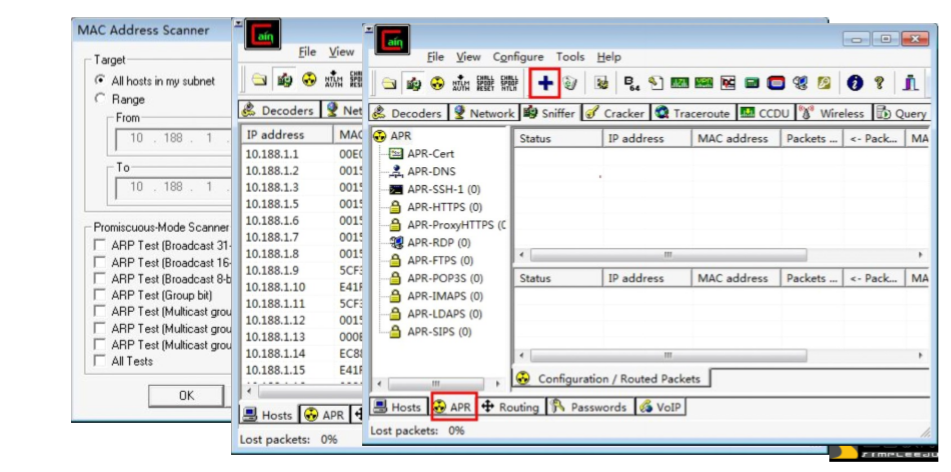 MAC Address Scanner
Target
All hosts in my subnet
Range
From
10 . 188 . 1 .
To
10 . 188 . 1 .
Promiscuous-Mode Scanner
ARP Test (Broadcast 31-
ARP Test (Broadcast 16-
ARP Test (Broadcast 8-b
ARP Test (Group bit)
ARP Test (Multicast grou
ARP Test (Multicast grou
ARP Test (Multicast grou
All Tests
OK
File View
Decoders Net
IP address MAC
10.188.1.1 00E0
10.188.1.2 0015
10.188.1.3 0015
10.188.1.5 0015
10.188.1.6 0015
10.188.1.7 0015
10.188.1.8 0015
10.188.1.9 5CF3
10.188.1.10 E41F
10.188.1.11 5CF3
10.188.1.12 0015
10.188.1.13 000E
10.188.1.14 EC88
10.188.1.15 E41F
Hosts APR
Lost packets: 0%
File View Configure Tools Help
Decoders Network Sniffer Cracker Traceroute CCDU Wireless Query
APR
APR-Cert
APR-DNS
APR-SSH-1 (0)
APR-HTTPS (0)
APR-ProxyHTTPS (0
APR-RDP (0)
APR-FTPS (0)
APR-POP3S (0)
APR-IMAPS (0)
APR-LDAPS (0)
APR-SIPS (0)
Status IP address MAC address Packets ... <- Pack... MA
Status IP address MAC address Packets ... <- Pack... MA
Configuration / Routed Packets
Hosts APR Routing Passwords VoIP
Lost packets: 0%